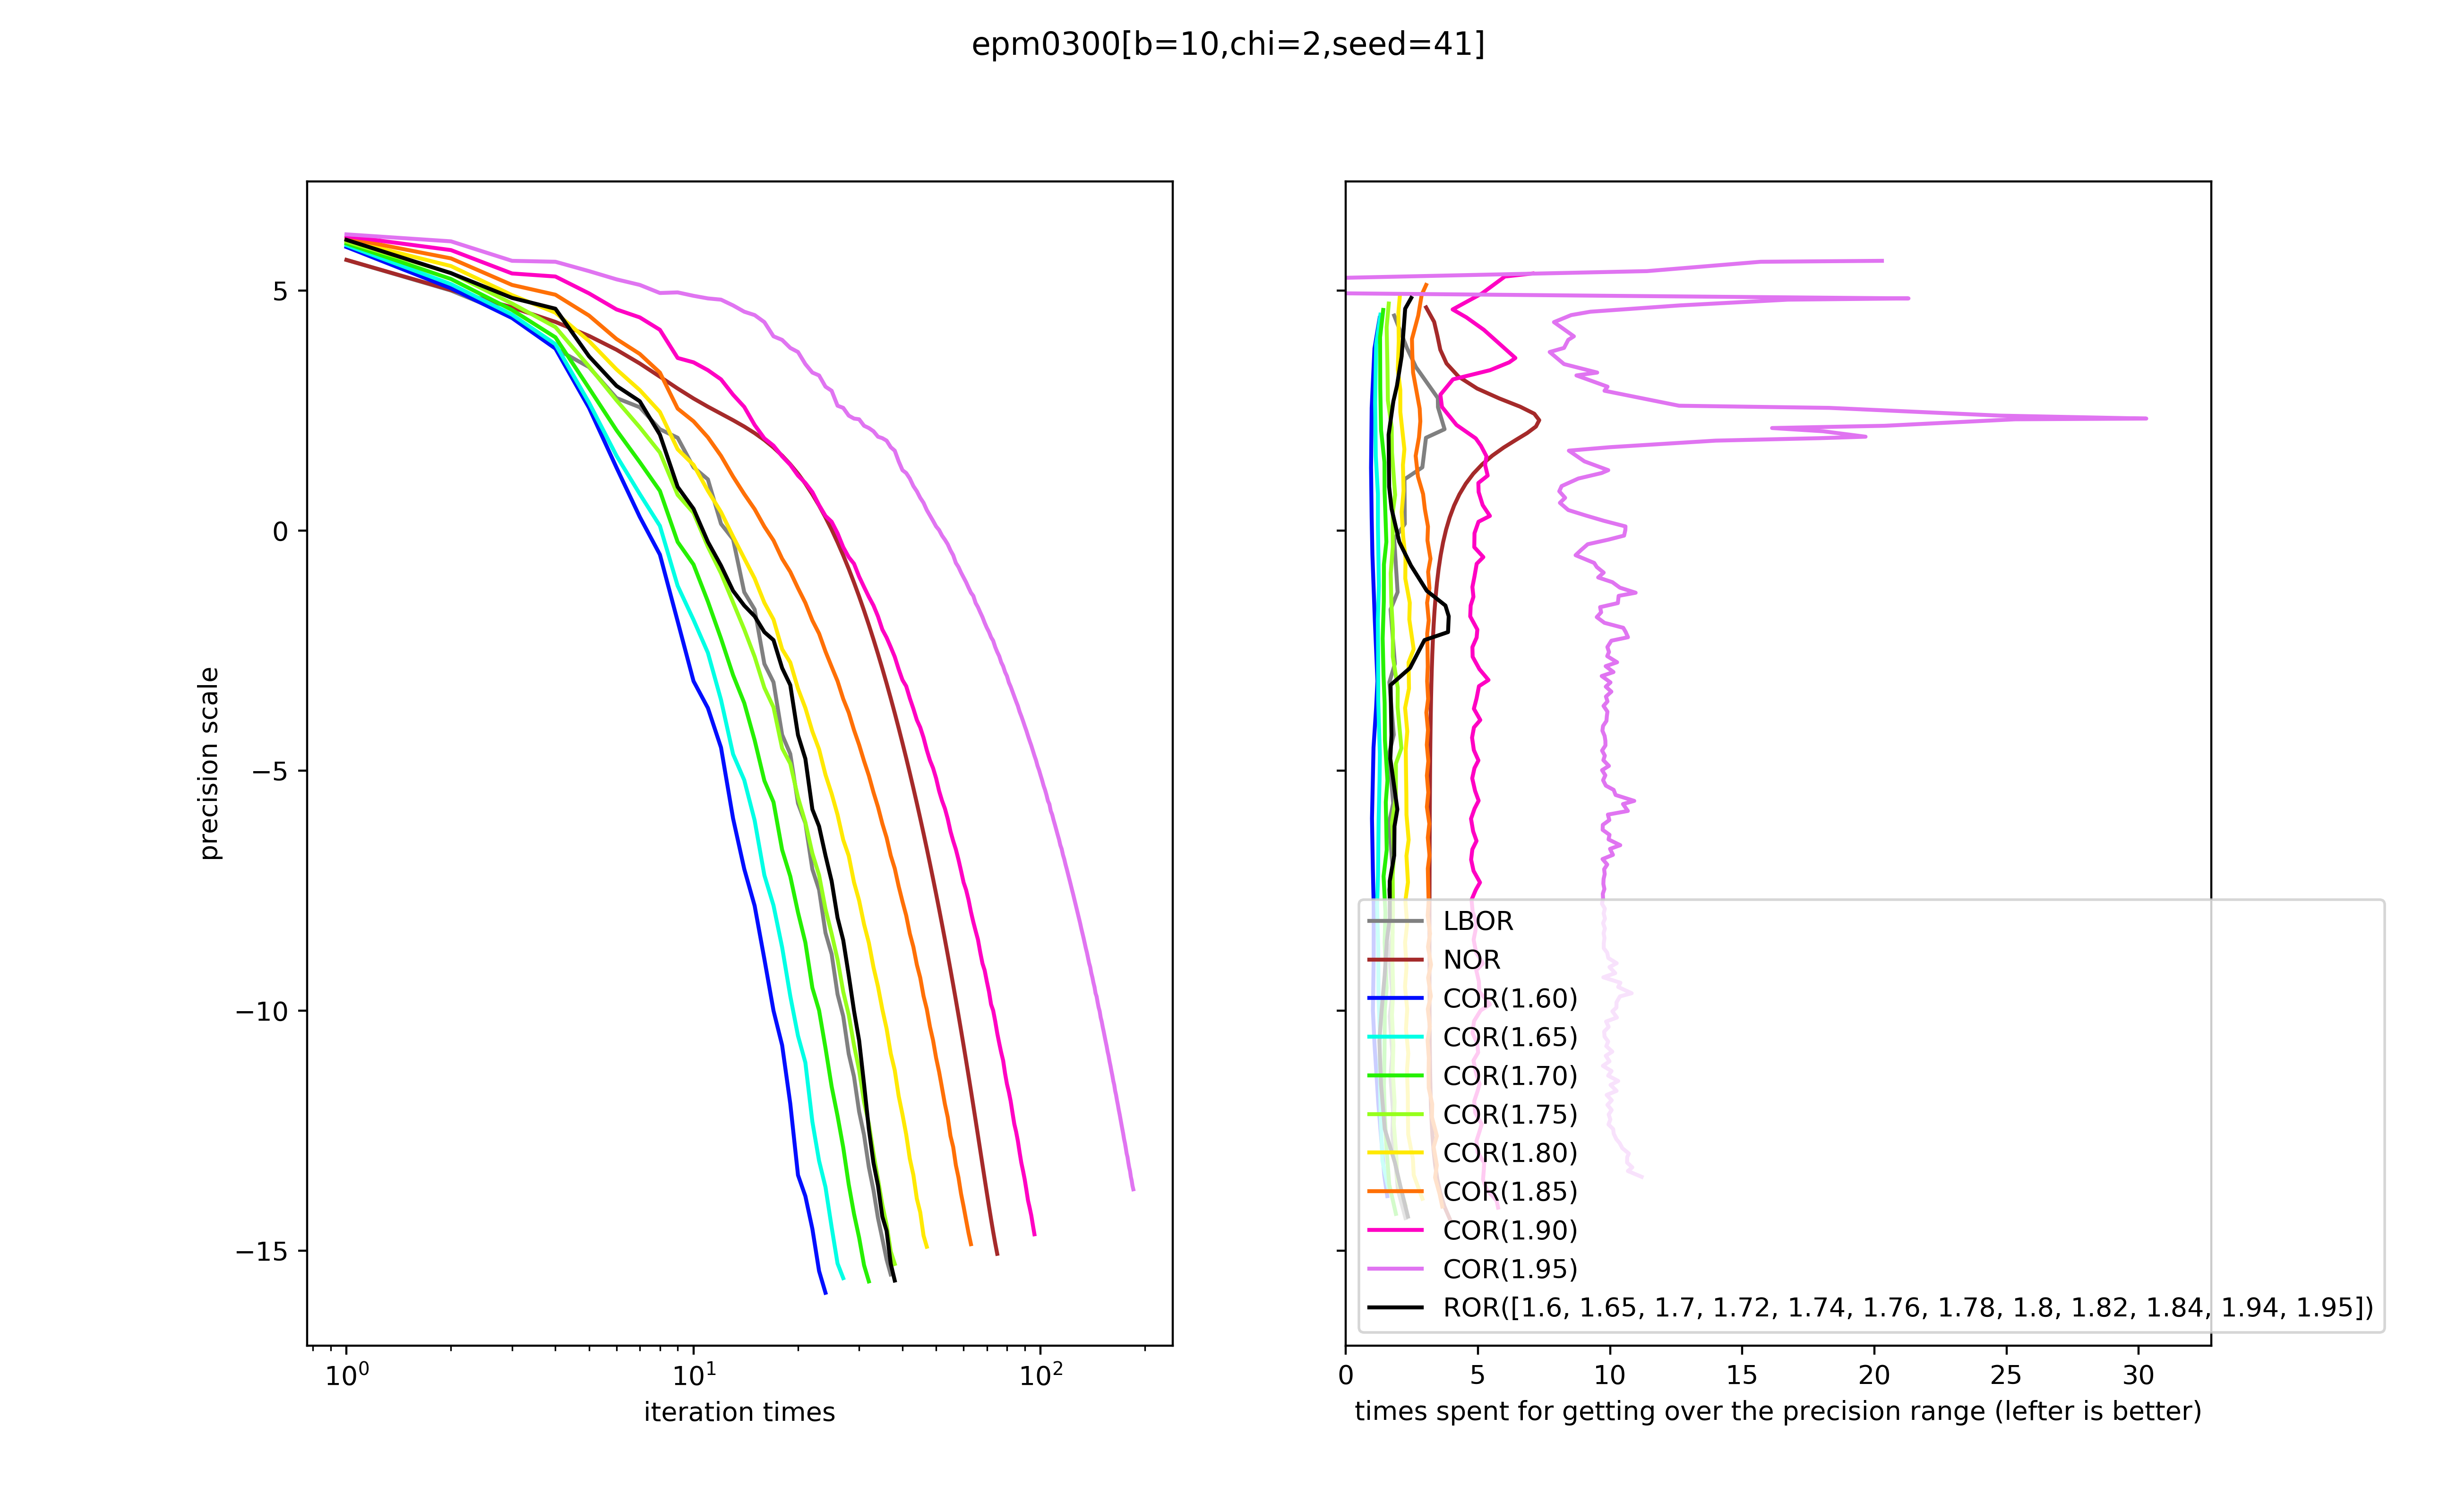 epm0300[b=10,chi=2,seed=41]
precision scale
5
0
−5
−10
−15
10⁰
10¹
10²
iteration times
LBOR
NOR
COR(1.60)
COR(1.65)
COR(1.70)
COR(1.75)
COR(1.80)
COR(1.85)
COR(1.90)
COR(1.95)
ROR([1.6, 1.65, 1.7, 1.72, 1.74, 1.76, 1.78, 1.8, 1.82, 1.84, 1.94, 1.95])
0 5 10 15 20 25 30
times spent for getting over the precision range (lefter is better)